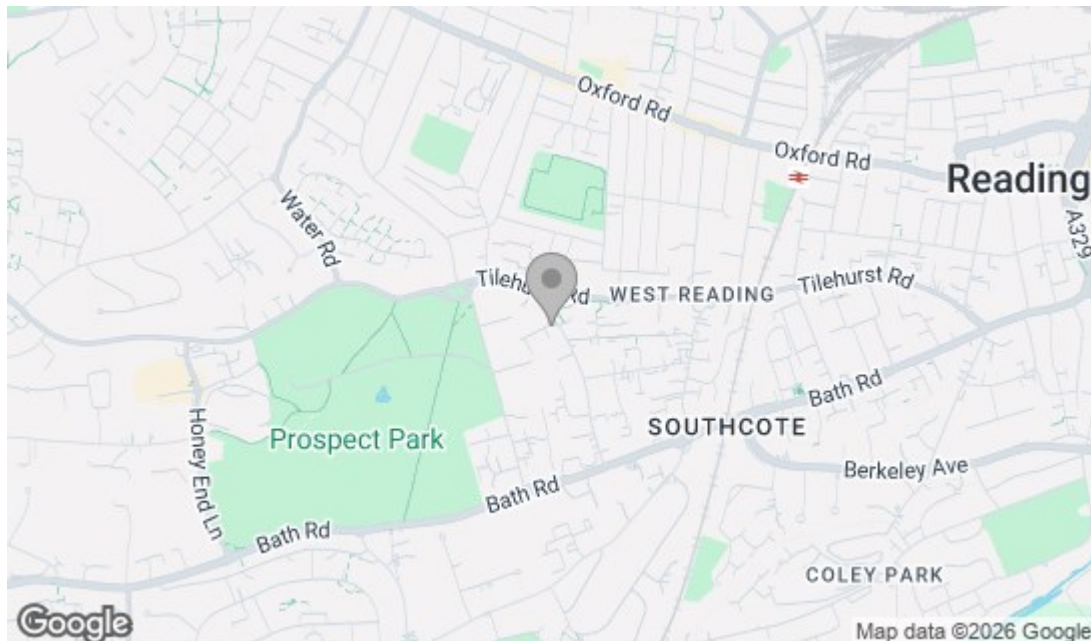 Oxford Rd
Oxford Rd
Reading
Water Rd
A329
Tilehurst Rd
WEST READING
Tilehurst Rd
Bath Rd
Honey End Ln
Prospect Park
SOUTHCOTE
Berkeley Ave
Bath Rd
Bath Rd
COLEY PARK
Google
Map data ©2026 Google